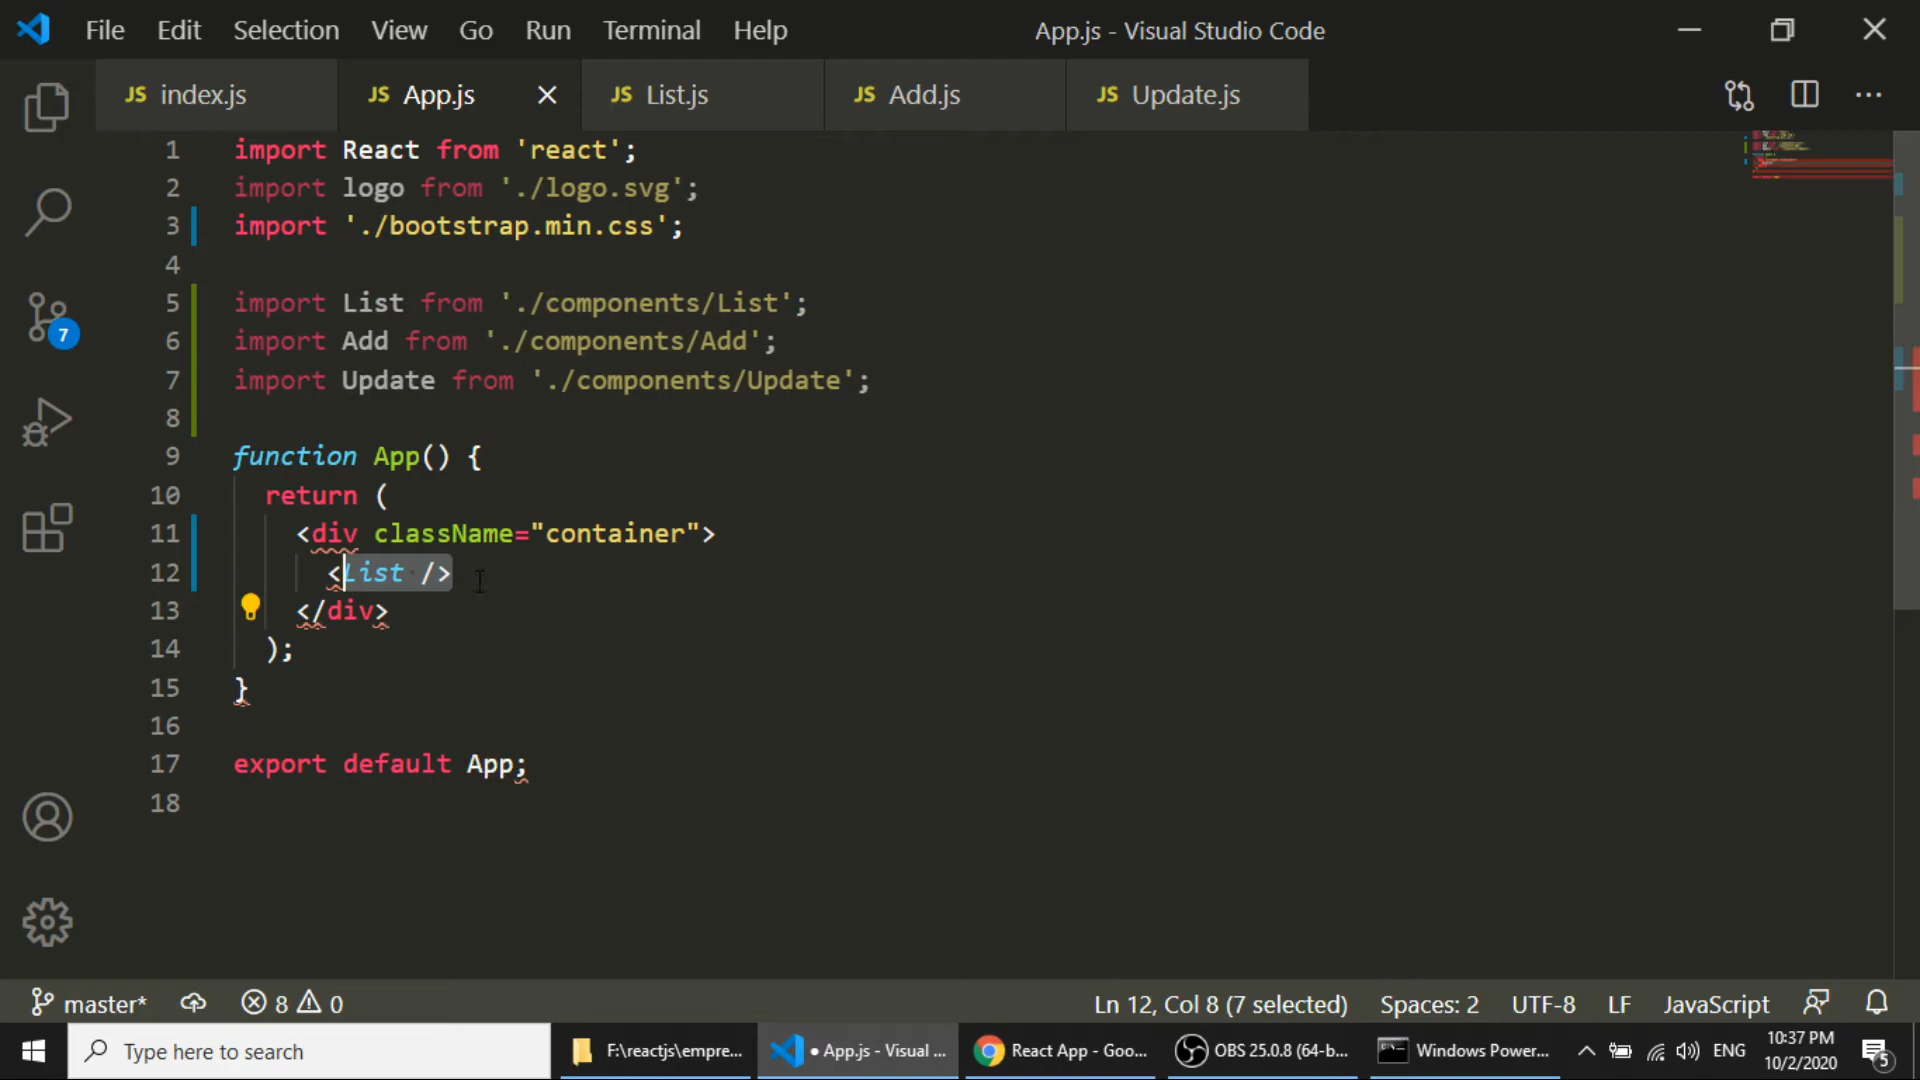 File Edit Selection View Go Run Terminal Help App.js - Visual Studio Code
JS index.js JS App.js JS List.js JS Add.js JS Update.js
1 import React from 'react';
2 import logo from './logo.svg';
3 import './bootstrap.min.css';
4
5 import List from './components/List';
6 import Add from './components/Add';
7 import Update from './components/Update';
8
9 function App() {
10 return (
11 <div className="container">
12 <List />
13 </div>
14 );
15 }
16
17 export default App;
18
7
master* 8 0 Ln 12, Col 8 (7 selected) Spaces: 2 UTF-8 LF JavaScript
Type here to search F:\reactjs\empre... • App.js - Visual ... React App - Goo... OBS 25.0.8 (64-b... Windows Power... ENG 10:37 PM
10/2/2020 5